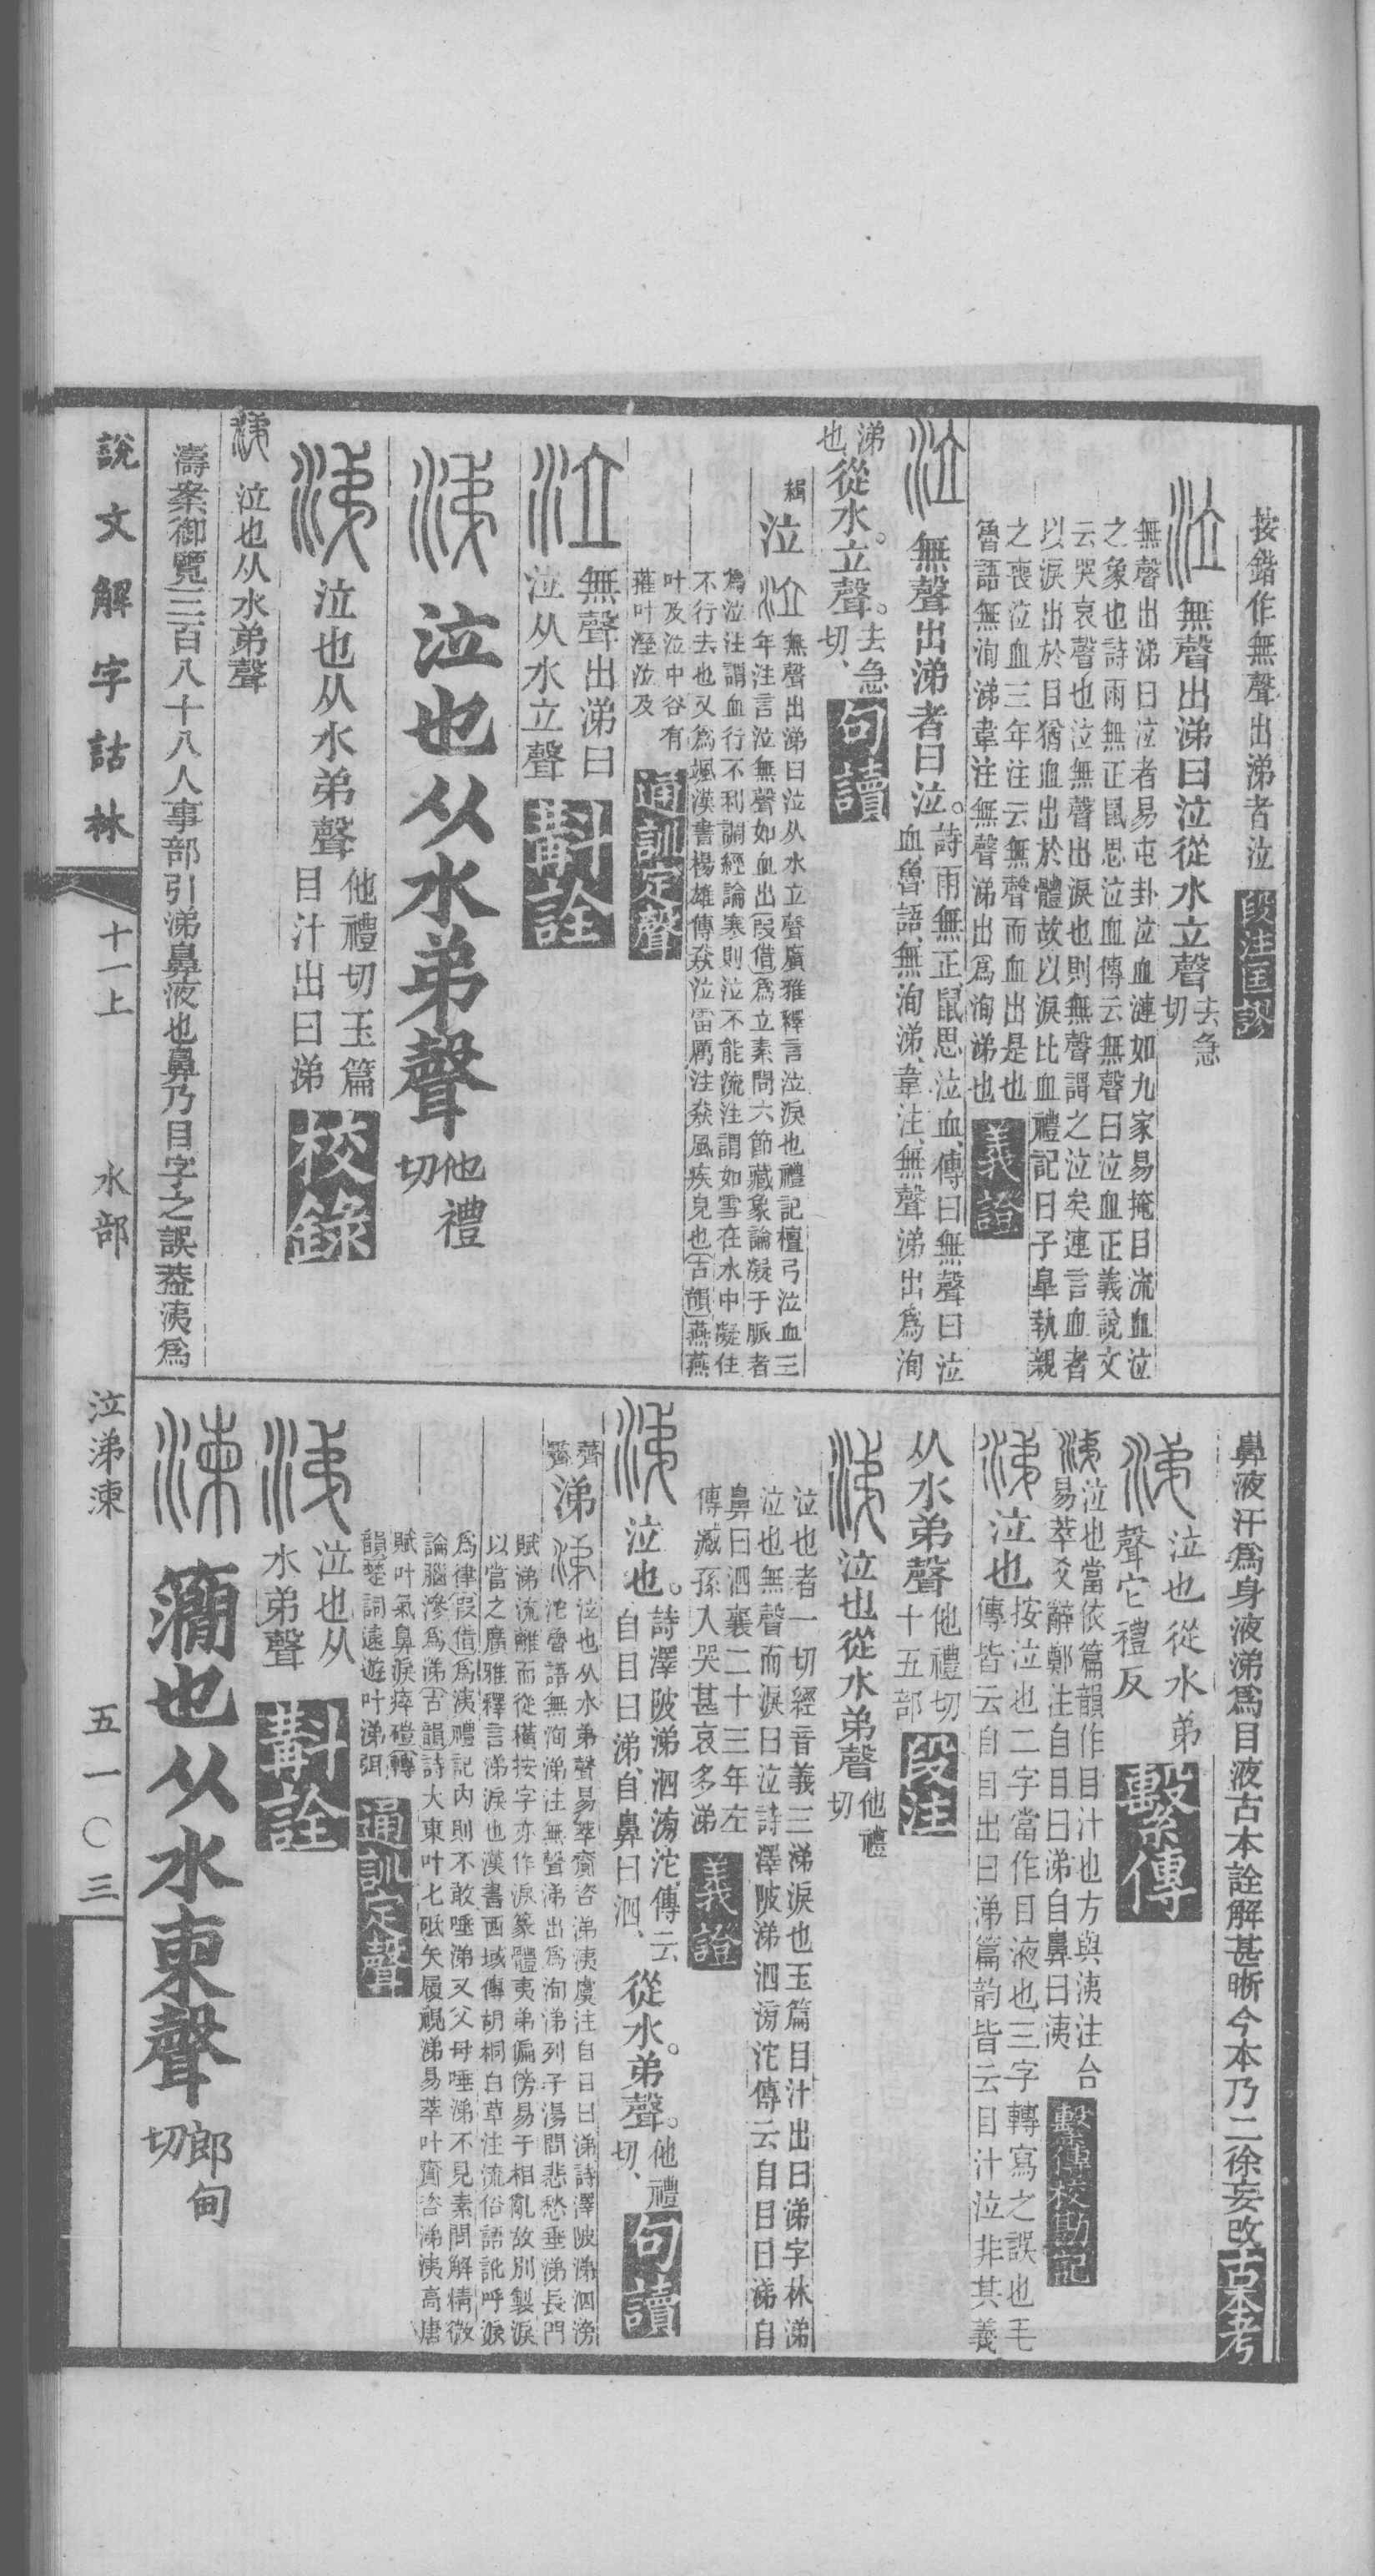 按鍇作無聲出涕者泣 段注匡謬
無聲出涕曰泣從水立聲去急切
無聲出涕曰泣者易屯卦泣血漣如九家易掩目流血泣
之象也詩雨無正鼠思泣血傳云無聲曰泣血正義說文
云哭哀聲也泣無聲出淚也則無聲謂之泣矣連言血者
以淚出於目猶血出於體故以淚比血禮記曰子皐執親
之喪泣血三年注云無聲而血出是也
魯語無洵涕韋注無聲涕出爲洵涕也 義證
無聲出涕者曰泣。詩雨無正、鼠思泣血、傳曰無聲曰泣
血、魯語、無洵涕、韋注、無聲涕出爲洵
涕也從水。立聲。去急切、 句讀
緝 泣 無聲出涕曰泣从水立聲廣雅釋言泣淚也禮記檀弓泣血三
年注言泣無聲如血出(叚借)爲立素問六節藏象論凝于脈者
爲泣注謂血行不利調經論寒則泣不能流注謂如雪在水中凝住
不行去也又爲颯漢書楊雄傳猋泣雷厲注猋風疾皃也(古韻)燕燕
叶及泣中谷有
蓷叶溼泣及 通訓定聲
無聲出涕曰
泣从水立聲 斠詮
泣也从水弟聲他禮切
泣也从水弟聲他禮切玉篇
目汁出曰涕 校錄
泣也从水弟聲
濤案御覽三百八十八人事部引涕鼻液也鼻乃目字之誤蓋洟爲
鼻液汗爲身液涕爲目液古本詮解甚晣今本乃二徐妄改 古本考
泣也從水弟
聲它禮反 繫傳
泣也當依篇韻作目汁也方與洟注台
易萃爻辭鄭注自目曰涕自鼻曰洟 繫傳校勘記
泣也按泣也二字當作目液也三字轉寫之誤也毛
傳皆云自目出曰涕篇韵皆云目汁泣非其義
从水弟聲他禮切十五部 段注
泣也從水弟聲他禮切
泣也者一切經音義三涕淚也玉篇目汁出曰涕字林涕
泣也無聲而淚曰泣詩澤陂涕泗滂沱傳云自目曰涕自
鼻曰泗襄二十三年左
傳臧孫入哭甚哀多涕 義證
泣也。詩澤陂涕泗滂沱、傳云
自目曰涕、自鼻曰泗、 從水。弟聲。他禮切、 句讀
薺霽 涕 泣也从水弟聲易萃齎咨涕洟虞注自目曰涕詩澤陂涕泗滂
沱魯語無洵涕注無聲涕出爲洵涕列子湯問悲愁垂涕長門
賦涕流離而從橫按字亦作淚篆體夷弟偏傍易于相亂故別製淚
以當之廣雅釋言涕淚也漢書西域傳胡桐白草注流俗語訛呼淚
爲律(叚借)爲洟禮記內則不敢唾涕又父母唾涕不見素問解精微
論腦滲爲涕(古韻)詩大東叶七砥矢履視涕易萃叶齎咨涕洟高唐
賦叶氣鼻淚瘁磑(轉
韻)楚詞遠遊叶涕弭 通訓定聲
泣也从
水弟聲 斠詮
㶕也从水柬聲郎甸切
說文解字詁林 十一上 水部 泣涕湅 五一〇三